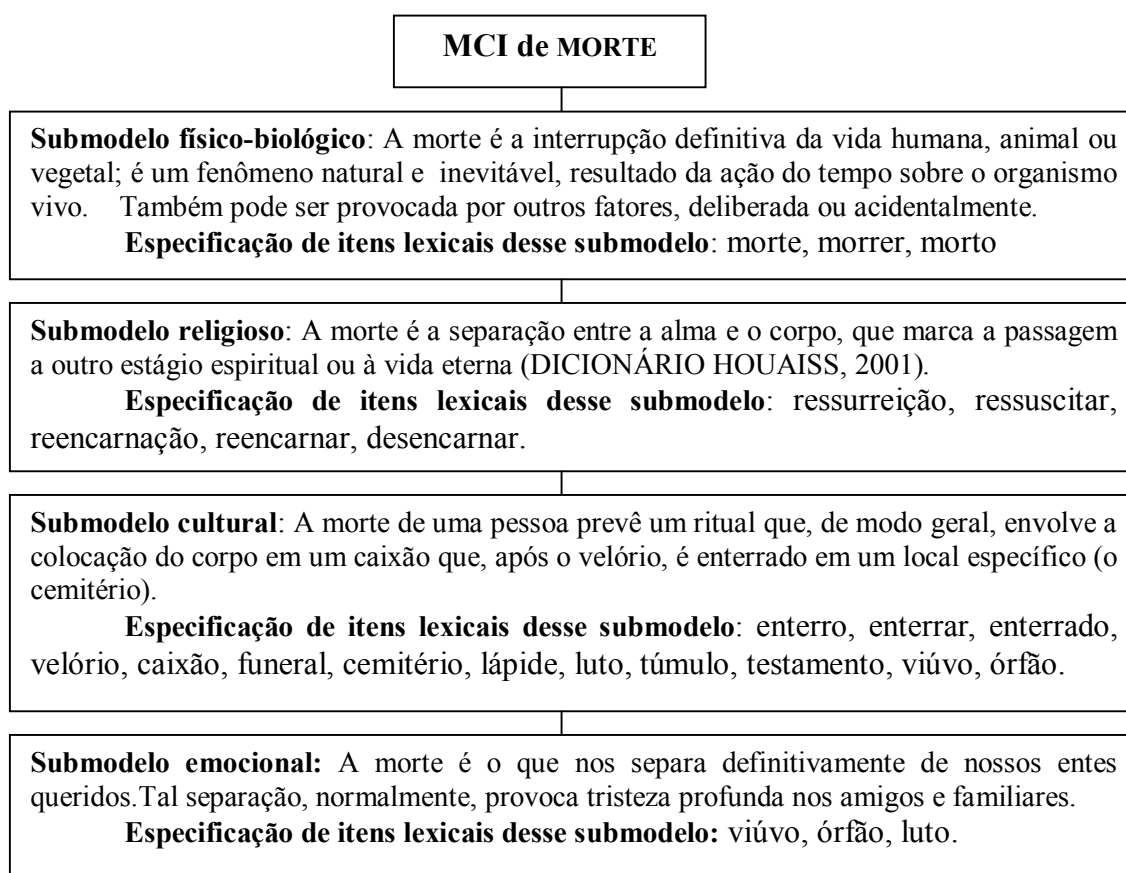 MCI de MORTE
Submodelo físico-biológico: A morte é a interrupção definitiva da vida humana, animal ou
vegetal; é um fenômeno natural e inevitável, resultado da ação do tempo sobre o organismo
vivo. Também pode ser provocada por outros fatores, deliberada ou acidentalmente.
Especificação de itens lexicais desse submodelo: morte, morrer, morto
Submodelo religioso: A morte é a separação entre a alma e o corpo, que marca a passagem
a outro estágio espiritual ou à vida eterna (DICIONÁRIO HOUAISS, 2001).
Especificação de itens lexicais desse submodelo: ressurreição, ressuscitar,
reencarnação, reencarnar, desencarnar.
Submodelo cultural: A morte de uma pessoa prevê um ritual que, de modo geral, envolve a
colocação do corpo em um caixão que, após o velório, é enterrado em um local específico (o
cemitério).
Especificação de itens lexicais desse submodelo: enterro, enterrar, enterrado,
velório, caixão, funeral, cemitério, lápide, luto, túmulo, testamento, viúvo, órfão.
Submodelo emocional: A morte é o que nos separa definitivamente de nossos entes
queridos.Tal separação, normalmente, provoca tristeza profunda nos amigos e familiares.
Especificação de itens lexicais desse submodelo: viúvo, órfão, luto.